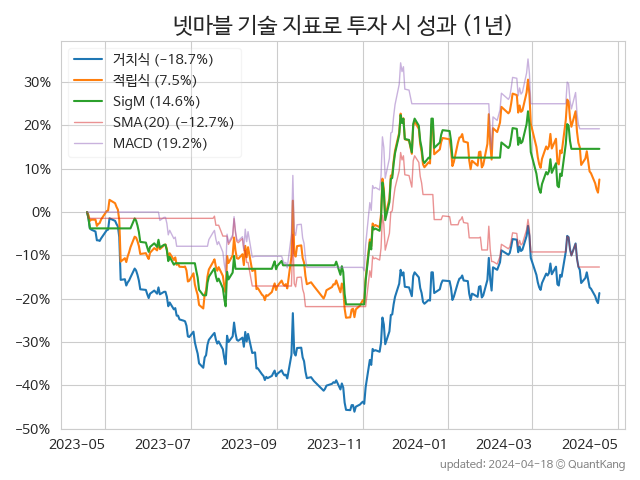 넷마블 기술 지표로 투자 시 성과 (1년)
거치식 (−18.7%)
적립식 (7.5%)
SigM (14.6%)
SMA(20) (−12.7%)
MACD (19.2%)
30%
20%
10%
0%
−10%
−20%
−30%
−40%
−50%
2023-05 2023-07 2023-09 2023-11 2024-01 2024-03 2024-05
updated: 2024-04-18 © QuantKang